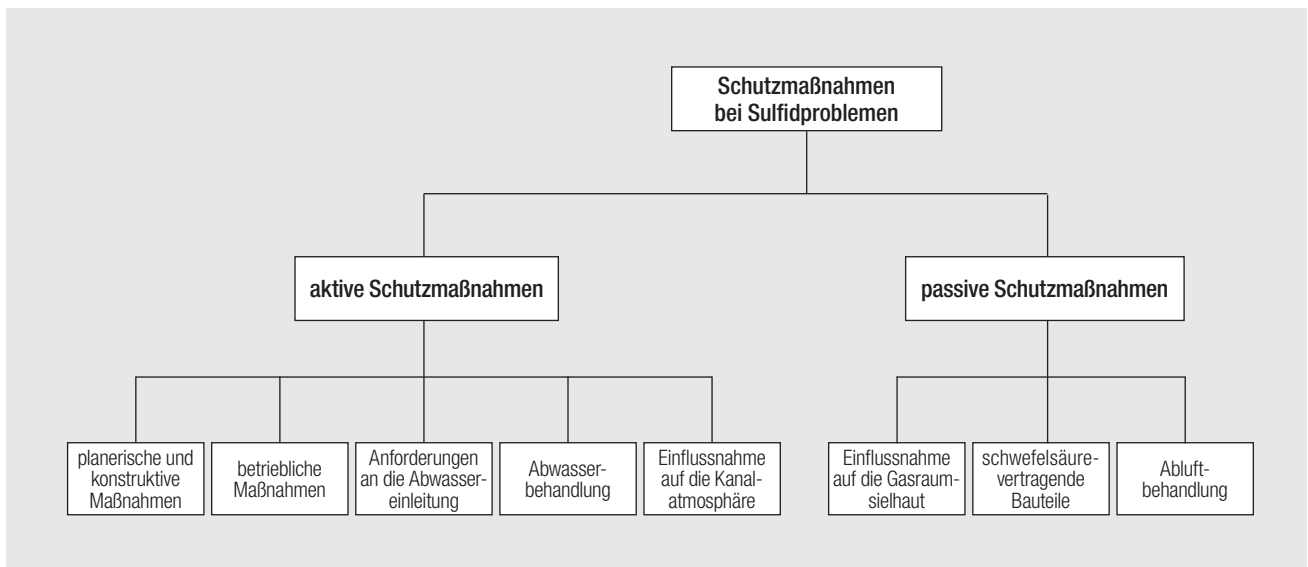 Schutzmaßnahmen
bei Sulfidproblemen
aktive Schutzmaßnahmen
passive Schutzmaßnahmen
planerische und
konstruktive
Maßnahmen
betriebliche
Maßnahmen
Anforderungen
an die Abwasser-
einleitung
Abwasser-
behandlung
Einflussnahme
auf die Kanal-
atmosphäre
Einflussnahme
auf die Gasraum-
sielhaut
schwefelsäure-
vertragende
Bauteile
Abluft-
behandlung